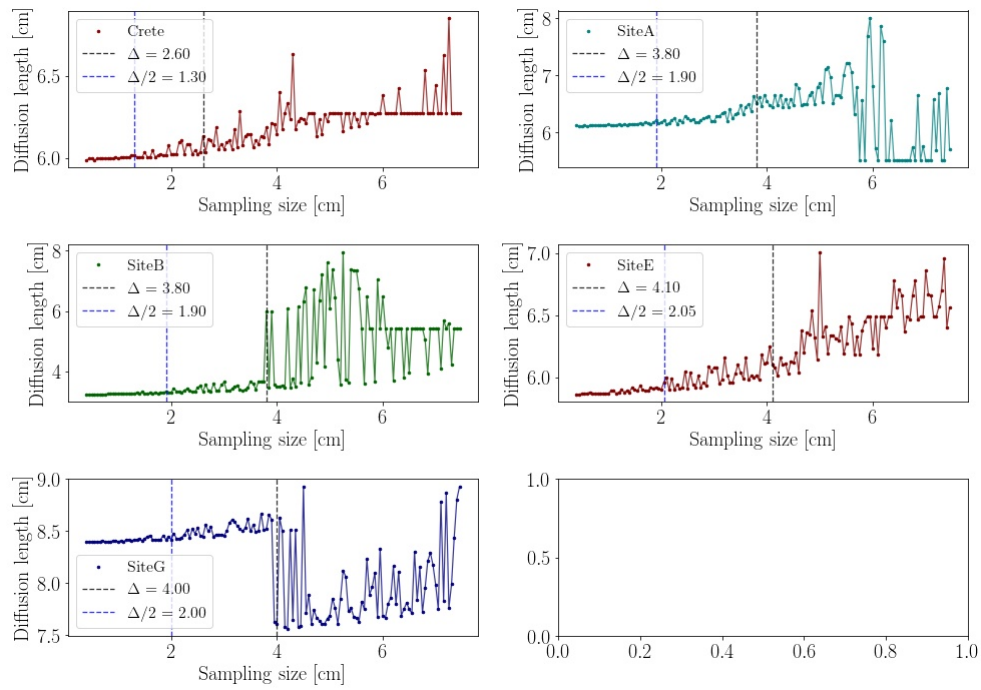 Diffusion length [cm]
6.5
6.0
Crete
Δ = 2.60
Δ/2 = 1.30
2 4 6
Sampling size [cm]
Diffusion length [cm]
8
7
6
SiteA
Δ = 3.80
Δ/2 = 1.90
2 4 6
Sampling size [cm]
Diffusion length [cm]
8
6
4
SiteB
Δ = 3.80
Δ/2 = 1.90
2 4 6
Sampling size [cm]
Diffusion length [cm]
7.0
6.5
6.0
SiteE
Δ = 4.10
Δ/2 = 2.05
2 4 6
Sampling size [cm]
Diffusion length [cm]
9.0
8.5
8.0
7.5
SiteG
Δ = 4.00
Δ/2 = 2.00
2 4 6
Sampling size [cm]
1.0
0.5
0.0
0.0 0.2 0.4 0.6 0.8 1.0